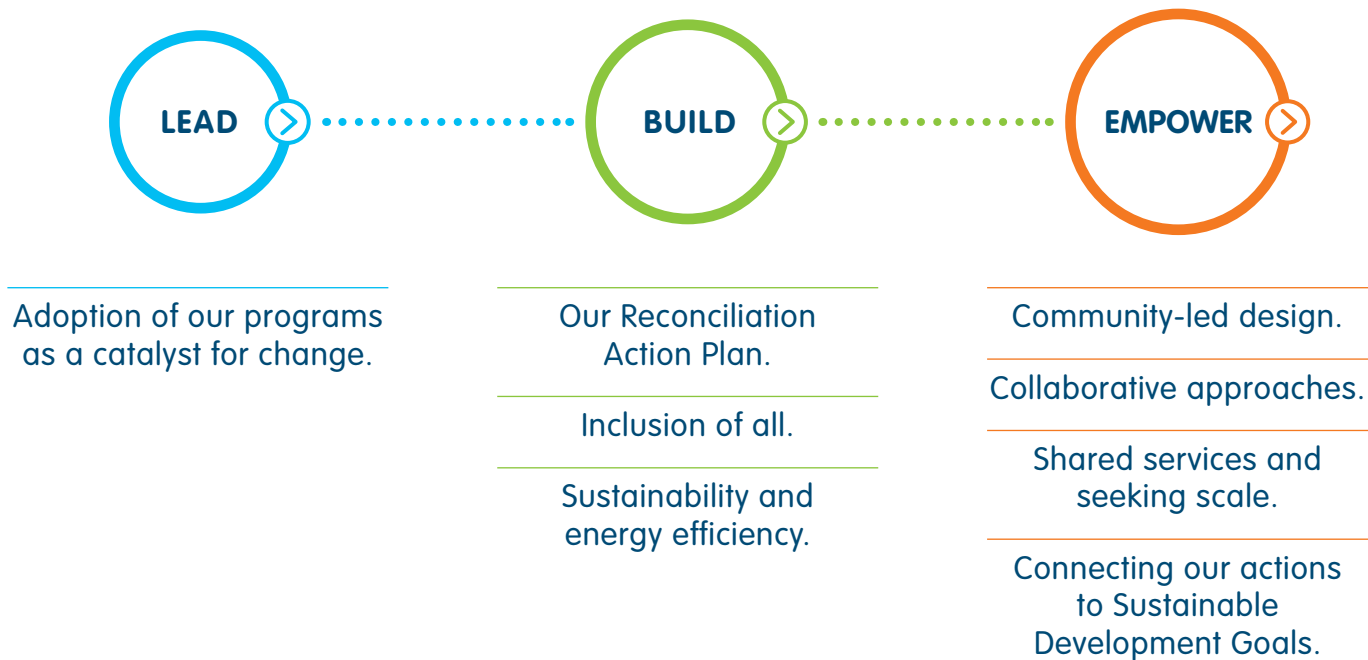 LEAD
BUILD
EMPOWER
Adoption of our programs
as a catalyst for change.
Our Reconciliation
Action Plan.
Inclusion of all.
Sustainability and
energy efficiency.
Community-led design.
Collaborative approaches.
Shared services and
seeking scale.
Connecting our actions
to Sustainable
Development Goals.